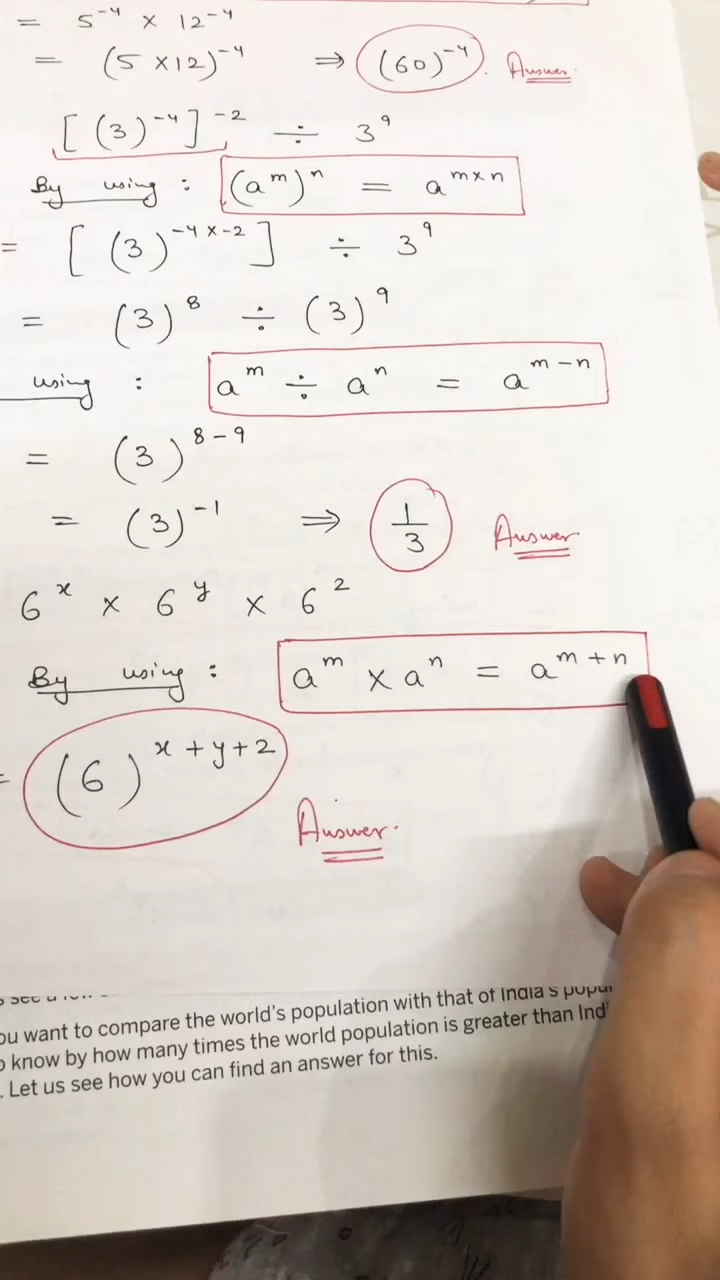 = 5⁻⁴ × 12⁻⁴
= (5 × 12)⁻⁴ ⇒ (60)⁻⁴. Answer.
[(3)⁻⁴]⁻² ÷ 3⁹
By using : (aᵐ)ⁿ = aᵐˣⁿ
= [(3)⁻⁴ˣ⁻²] ÷ 3⁹
= (3)⁸ ÷ (3)⁹
using : aᵐ ÷ aⁿ = aᵐ⁻ⁿ
= (3)⁸⁻⁹
= (3)⁻¹ ⇒ 1/3 Answer.
6ˣ × 6ʸ × 6²
By using : aᵐ × aⁿ = aᵐ⁺ⁿ
= (6)ˣ⁺ʸ⁺²
Answer.
ou want to compare the world's population with that of India's popul
know by how many times the world population is greater than Indi
. Let us see how you can find an answer for this.